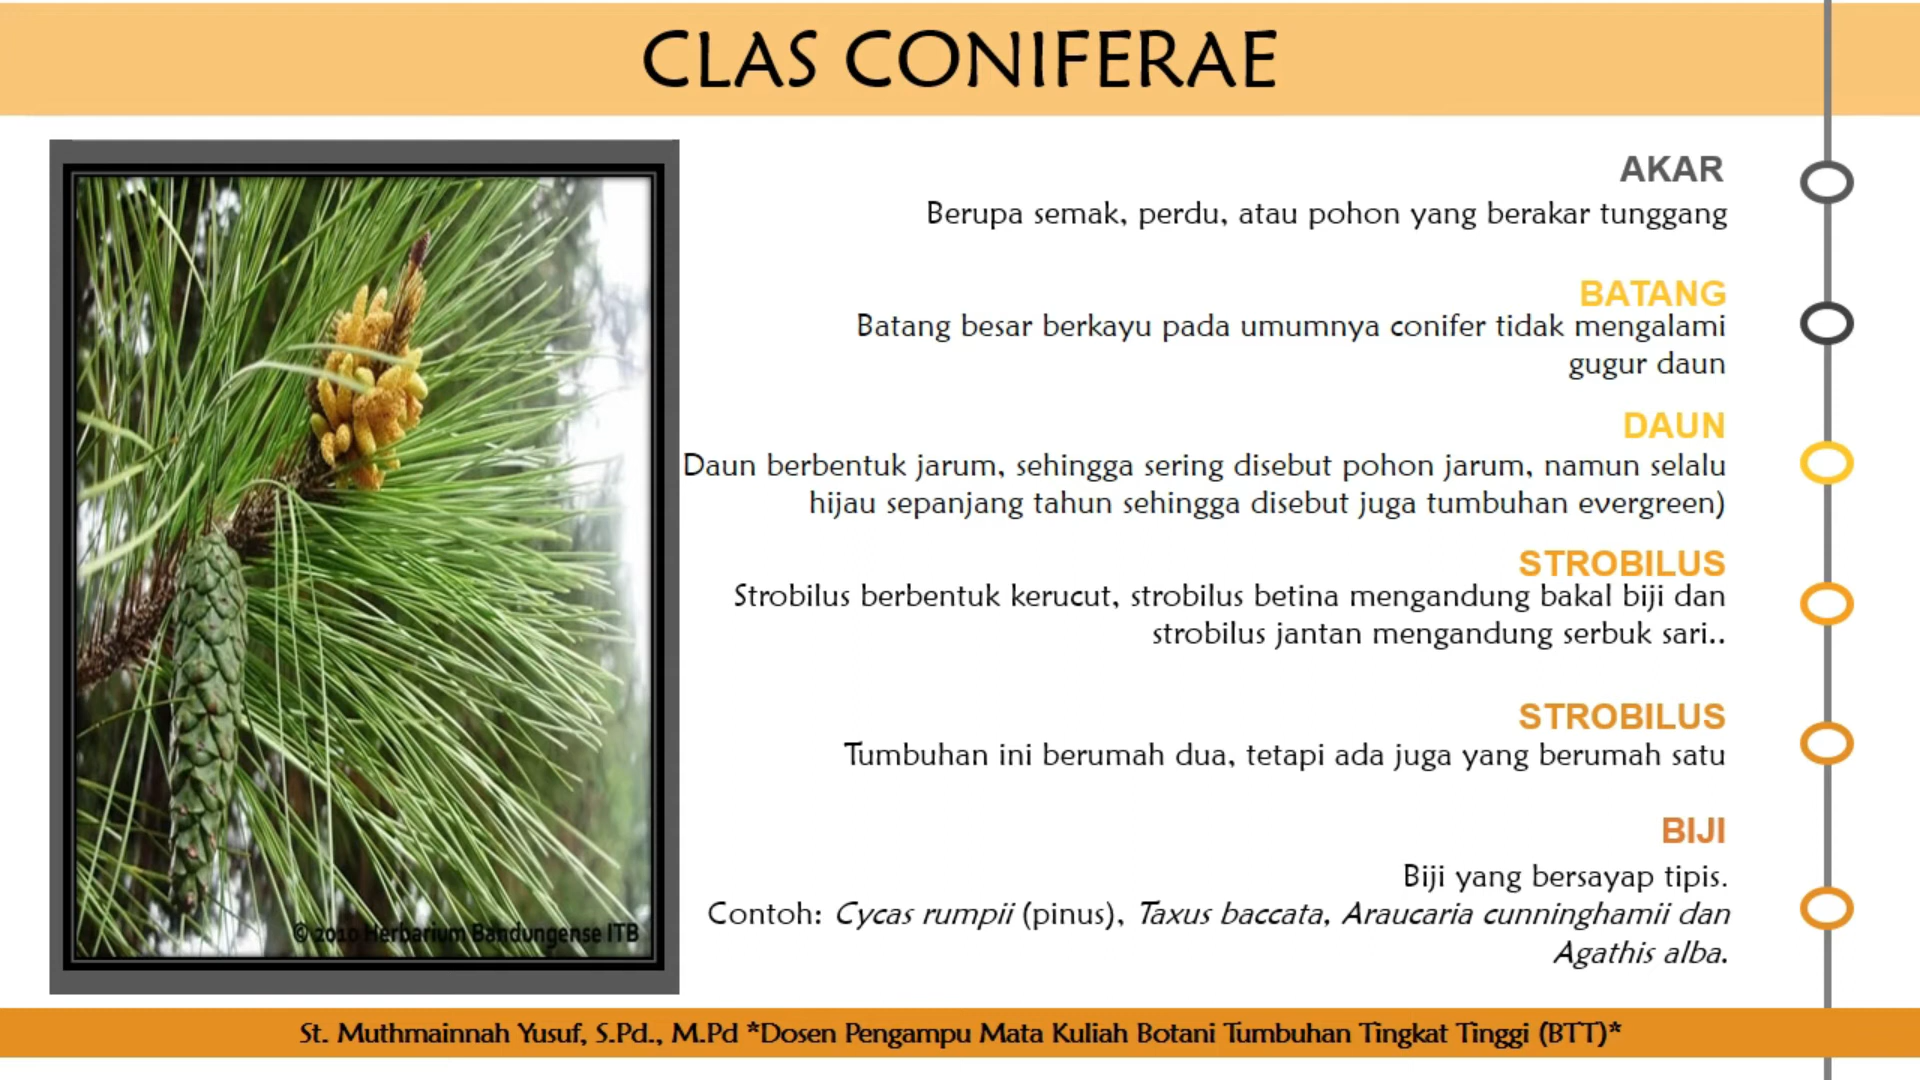 CLAS CONIFERAE
AKAR
Berupa semak, perdu, atau pohon yang berakar tunggang
BATANG
Batang besar berkayu pada umumnya conifer tidak mengalami
gugur daun
DAUN
Daun berbentuk jarum, sehingga sering disebut pohon jarum, namun selalu
hijau sepanjang tahun sehingga disebut juga tumbuhan evergreen)
STROBILUS
Strobilus berbentuk kerucut, strobilus betina mengandung bakal biji dan
strobilus jantan mengandung serbuk sari..
STROBILUS
Tumbuhan ini berumah dua, tetapi ada juga yang berumah satu
BIJI
Biji yang bersayap tipis.
Contoh: Cycas rumpii (pinus), Taxus baccata, Araucaria cunninghamii dan
Agathis alba.
© 2010 Herbarium Bandungense ITB
St. Muthmainnah Yusuf, S.Pd., M.Pd *Dosen Pengampu Mata Kuliah Botani Tumbuhan Tingkat Tinggi (BTT)*